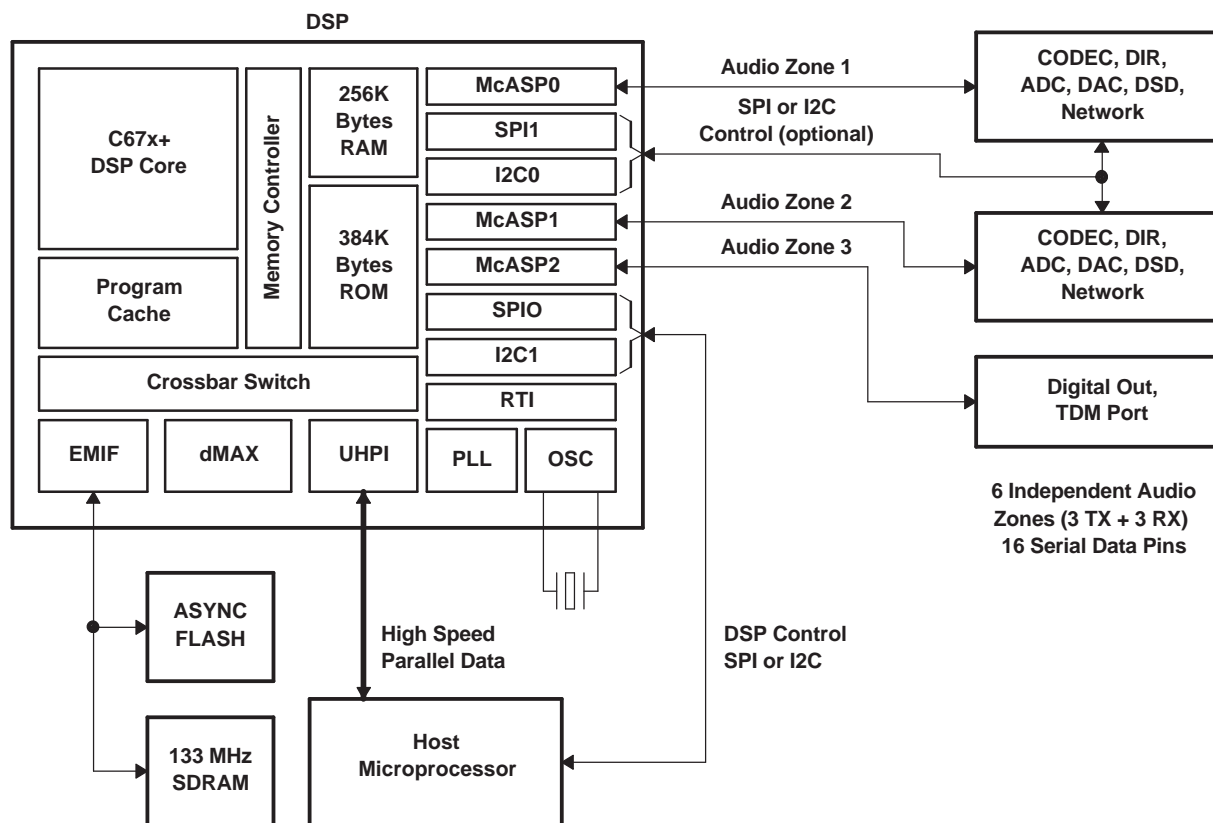 DSP
C67x+
DSP Core
Program
Cache
Memory Controller
256K
Bytes
RAM
384K
Bytes
ROM
McASP0
SPI1
I2C0
McASP1
McASP2
SPIO
I2C1
RTI
Crossbar Switch
EMIF
dMAX
UHPI
PLL
OSC
Audio Zone 1
SPI or I2C
Control (optional)
Audio Zone 2
Audio Zone 3
CODEC, DIR,
ADC, DAC, DSD,
Network
CODEC, DIR,
ADC, DAC, DSD,
Network
Digital Out,
TDM Port
6 Independent Audio
Zones (3 TX + 3 RX)
16 Serial Data Pins
ASYNC
FLASH
133 MHz
SDRAM
High Speed
Parallel Data
Host
Microprocessor
DSP Control
SPI or I2C